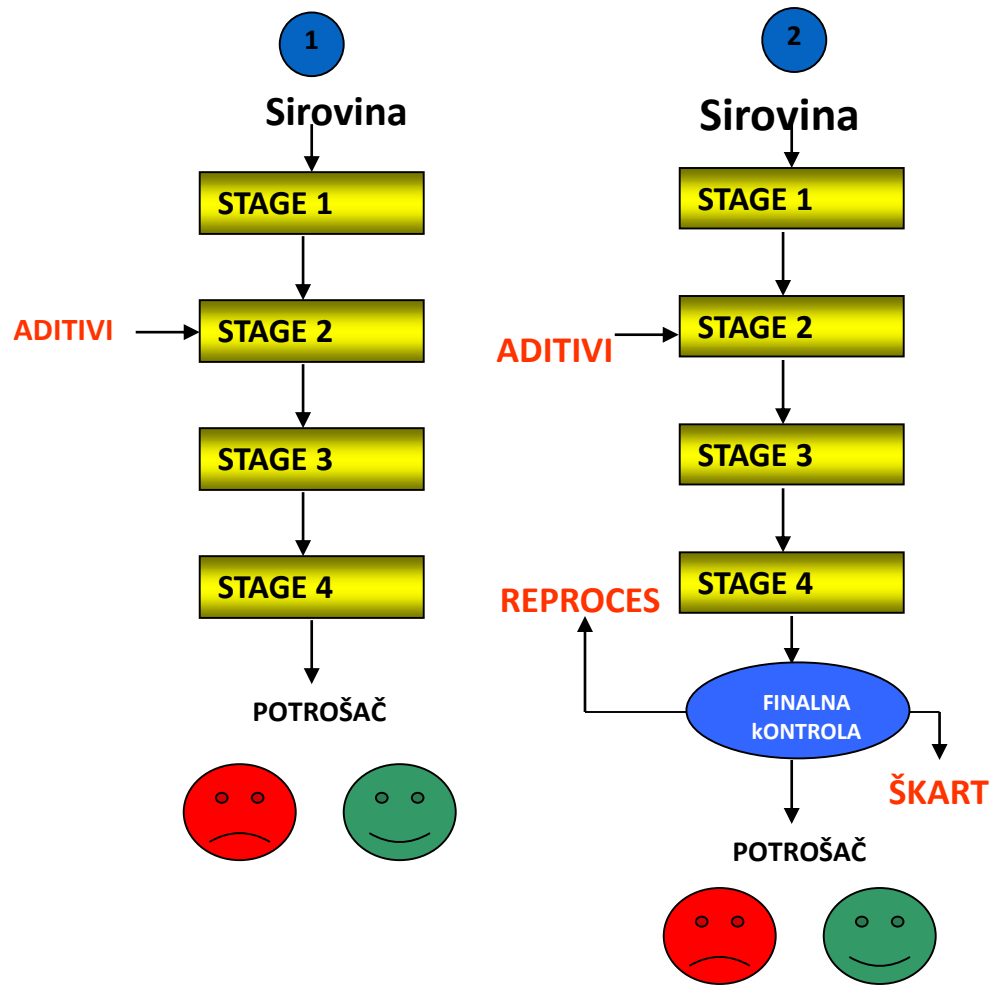 1
Sirovina
STAGE 1
ADITIVI
STAGE 2
STAGE 3
STAGE 4
POTROŠAČ
2
Sirovina
STAGE 1
ADITIVI
STAGE 2
STAGE 3
STAGE 4
REPROCES
FINALNA
kONTROLA
ŠKART
POTROŠAČ